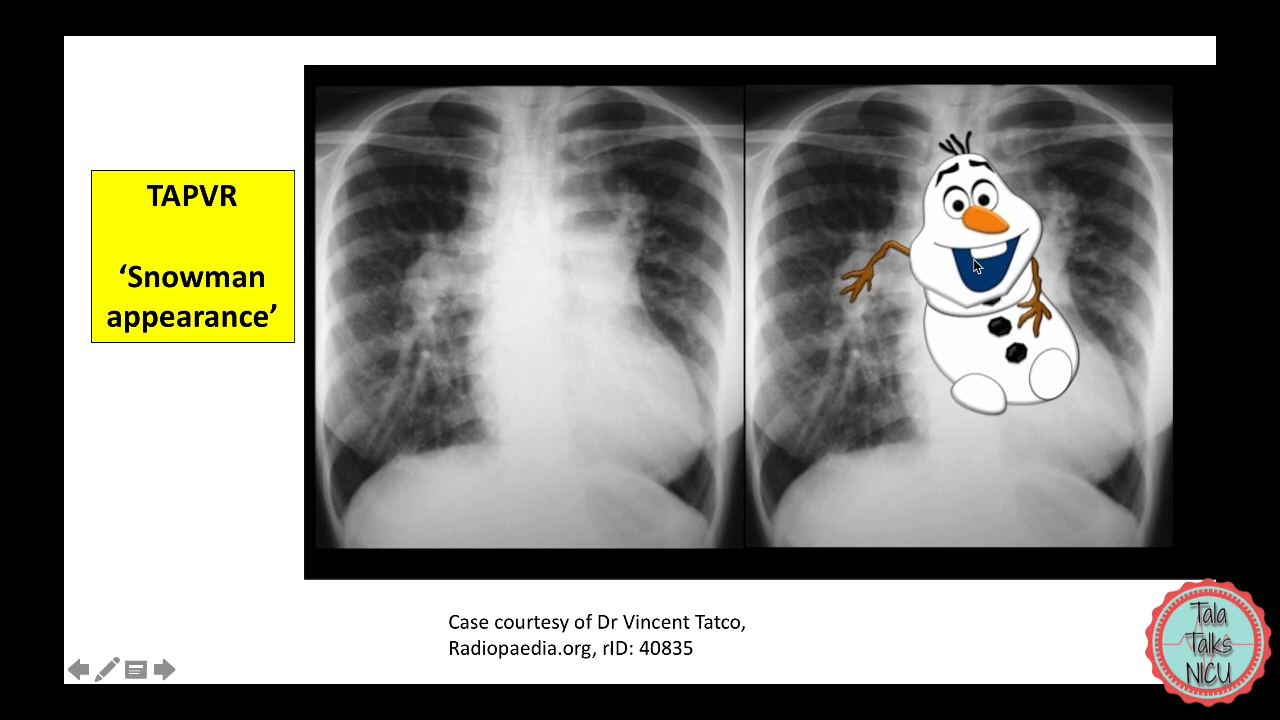 TAPVR
‘Snowman
appearance’
Case courtesy of Dr Vincent Tatco,
Radiopaedia.org, rID: 40835
Tala
Talks
NICU